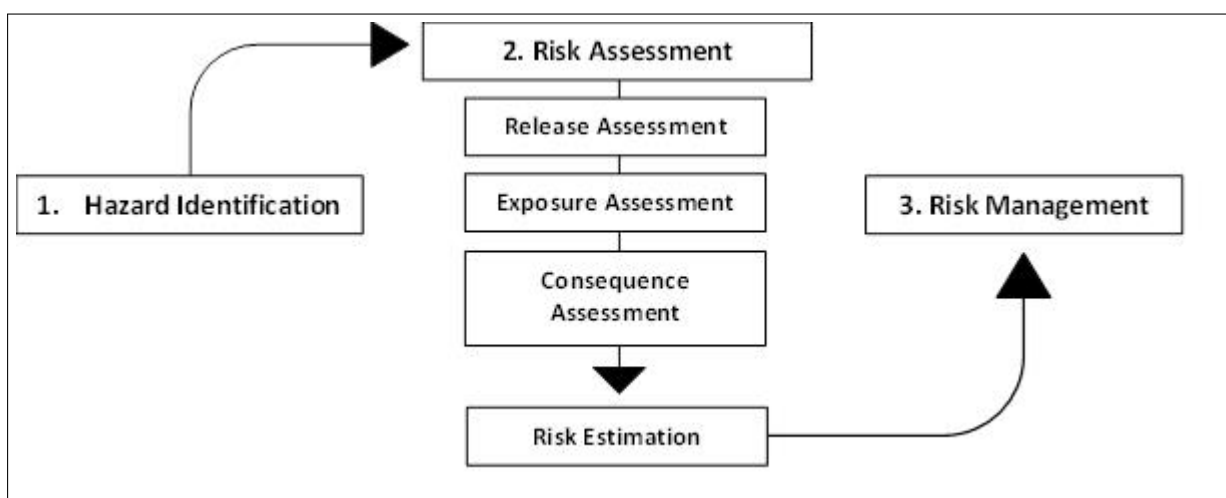 2. Risk Assessment
Release Assessment
1. Hazard Identification
Exposure Assessment
3. Risk Management
Consequence
Assessment
Risk Estimation